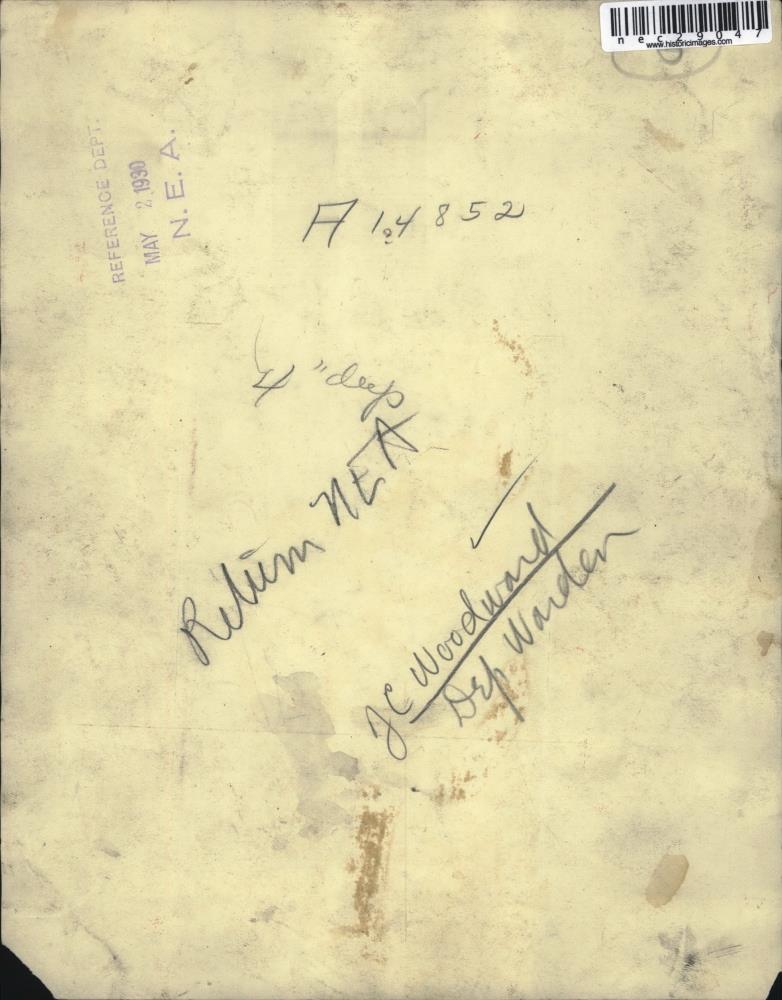 nec29047
www.historicimages.com
REFERENCE DEPT.
MAY 2 1930
N. E. A.
A 14852
4" deep
Return NEA
JC Woodward
Dep Warden